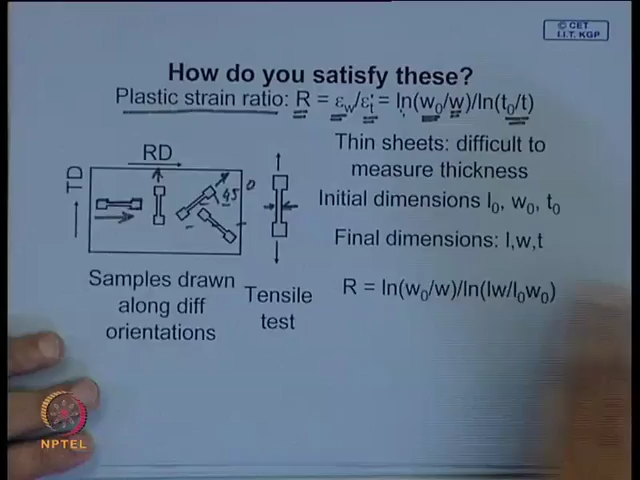 © CET
I.I.T. KGP
How do you satisfy these?
Plastic strain ratio: R = εw/εt = ln(w0/w)/ln(t0/t)
Thin sheets: difficult to
measure thickness
Initial dimensions l0, w0, t0
Final dimensions: l,w,t
R = ln(w0/w)/ln(lw/l0w0)
RD
TD
45
0
Samples drawn
along diff
orientations
Tensile
test
NPTEL